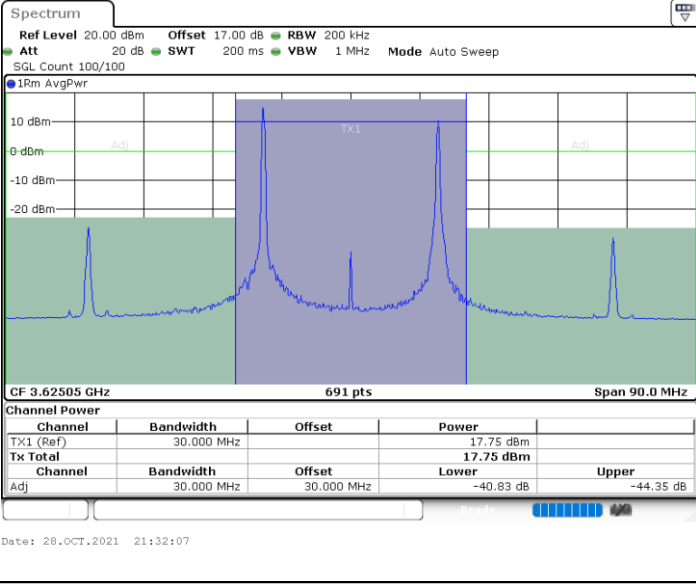 Spectrum
Ref Level 20.00 dBm Offset 17.00 dB RBW 200 kHz
Att 20 dB SWT 200 ms VBW 1 MHz Mode Auto Sweep
SGL Count 100/100
1Rm AvgPwr
10 dBm
TX1
Adj
Adj
0 dBm
-10 dBm
-20 dBm
CF 3.62505 GHz 691 pts Span 90.0 MHz
Channel Power
Channel Bandwidth Offset Power
TX1 (Ref) 30.000 MHz 17.75 dBm
Tx Total 17.75 dBm
Channel Bandwidth Offset Lower Upper
Adj 30.000 MHz 30.000 MHz -40.83 dB -44.35 dB
Ready
Date: 28.OCT.2021 21:32:07